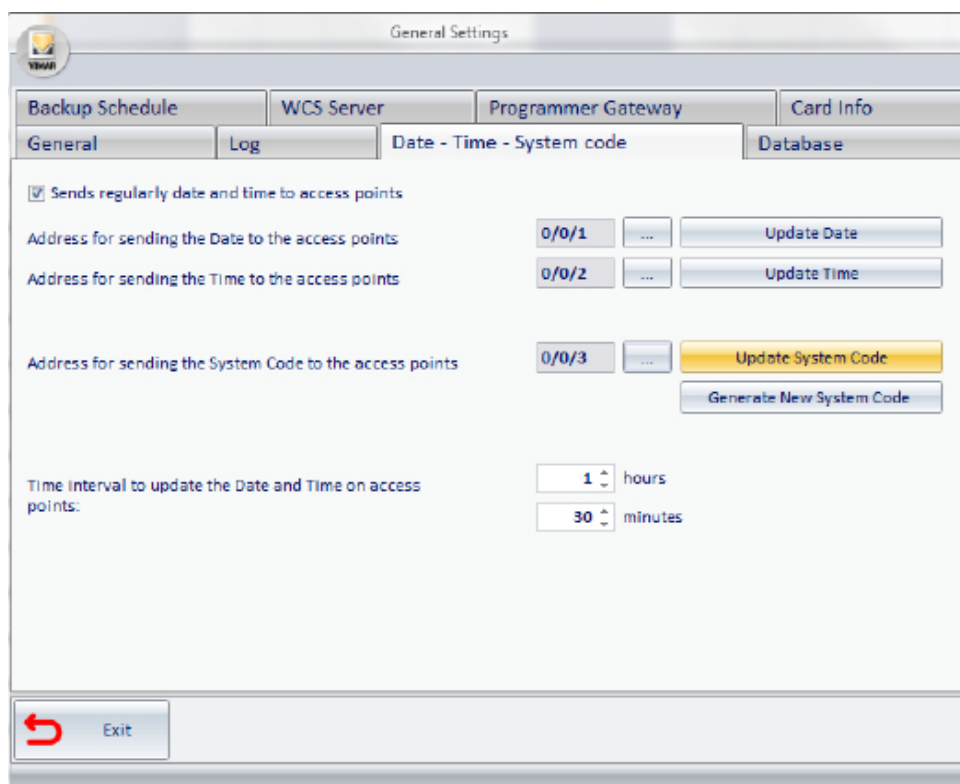 General Settings
VIMAR
Backup Schedule WCS Server Programmer Gateway Card Info
General Log Date - Time - System code Database
Sends regularly date and time to access points
Address for sending the Date to the access points 0/0/1 ... Update Date
Address for sending the Time to the access points 0/0/2 ... Update Time
Address for sending the System Code to the access points 0/0/3 ... Update System Code
Generate New System Code
Time interval to update the Date and Time on access
points:
1 hours
30 minutes
Exit